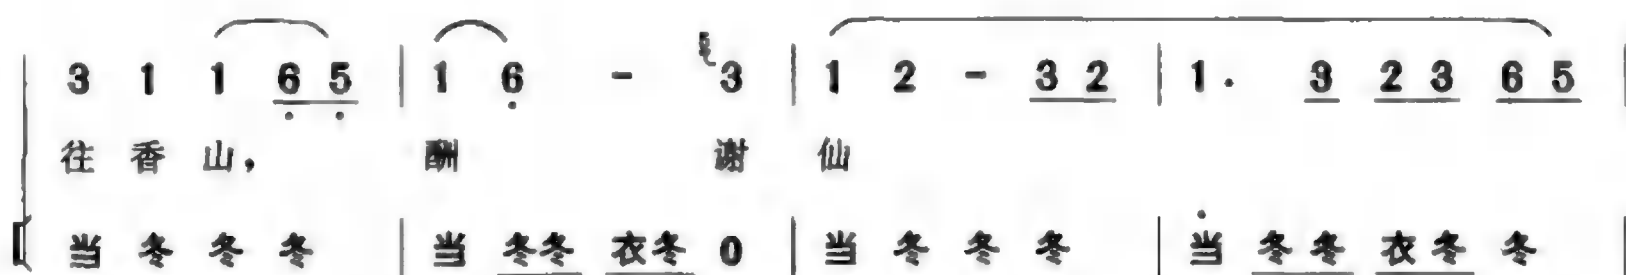 3 1 1 6 5 | 1 6 - 3 | 1 2 - 3 2 | 1. 3 2 3 6 5 |
往香山， 酬 谢 仙
当 冬 冬 冬 | 当 冬冬 衣冬 0 | 当 冬 冬 冬 | 当 冬冬 衣冬 冬